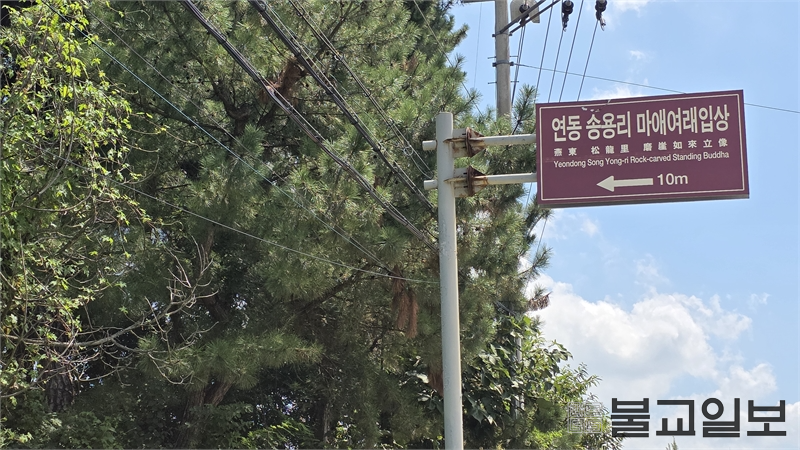 연동 송용리 마애여래입상
燕東 松龍里 磨崖如來立像
Yeondong Song Yong-ri Rock-carved Standing Buddha
10m
불교일보